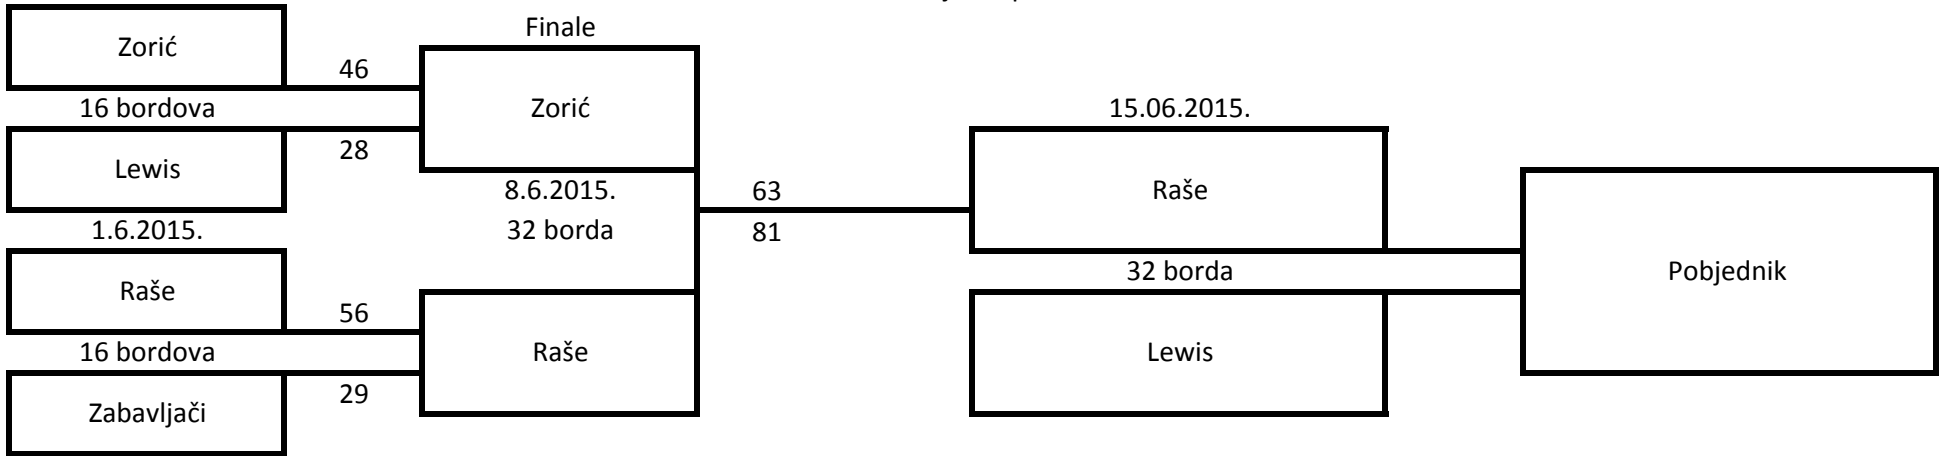 Finale
Zorić
46
16 bordova
Zorić
15.06.2015.
28
Lewis
8.6.2015.
63
Raše
1.6.2015.
32 borda
81
32 borda
Pobjednik
Raše
56
16 bordova
Raše
Lewis
29
Zabavljači